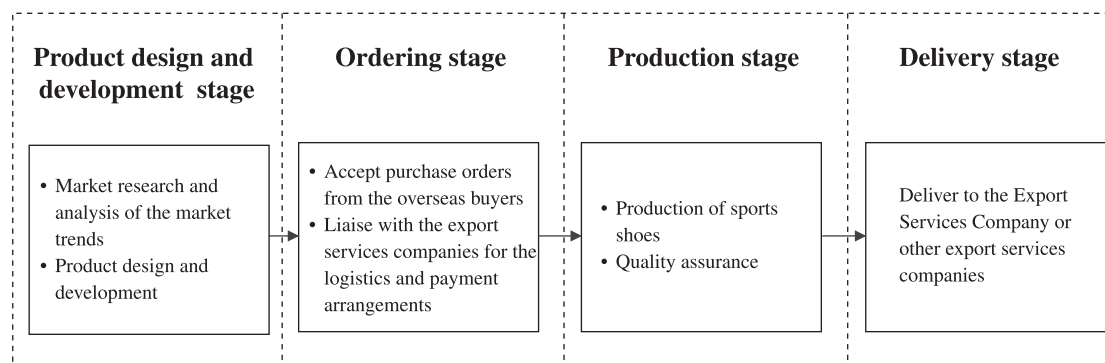 Product design and
development stage
Ordering stage
Production stage
Delivery stage
• Market research and
analysis of the market
trends
• Product design and
development
• Accept purchase orders
from the overseas buyers
• Liaise with the export
services companies for the
logistics and payment
arrangements
• Production of sports
shoes
• Quality assurance
Deliver to the Export
Services Company or
other export services
companies